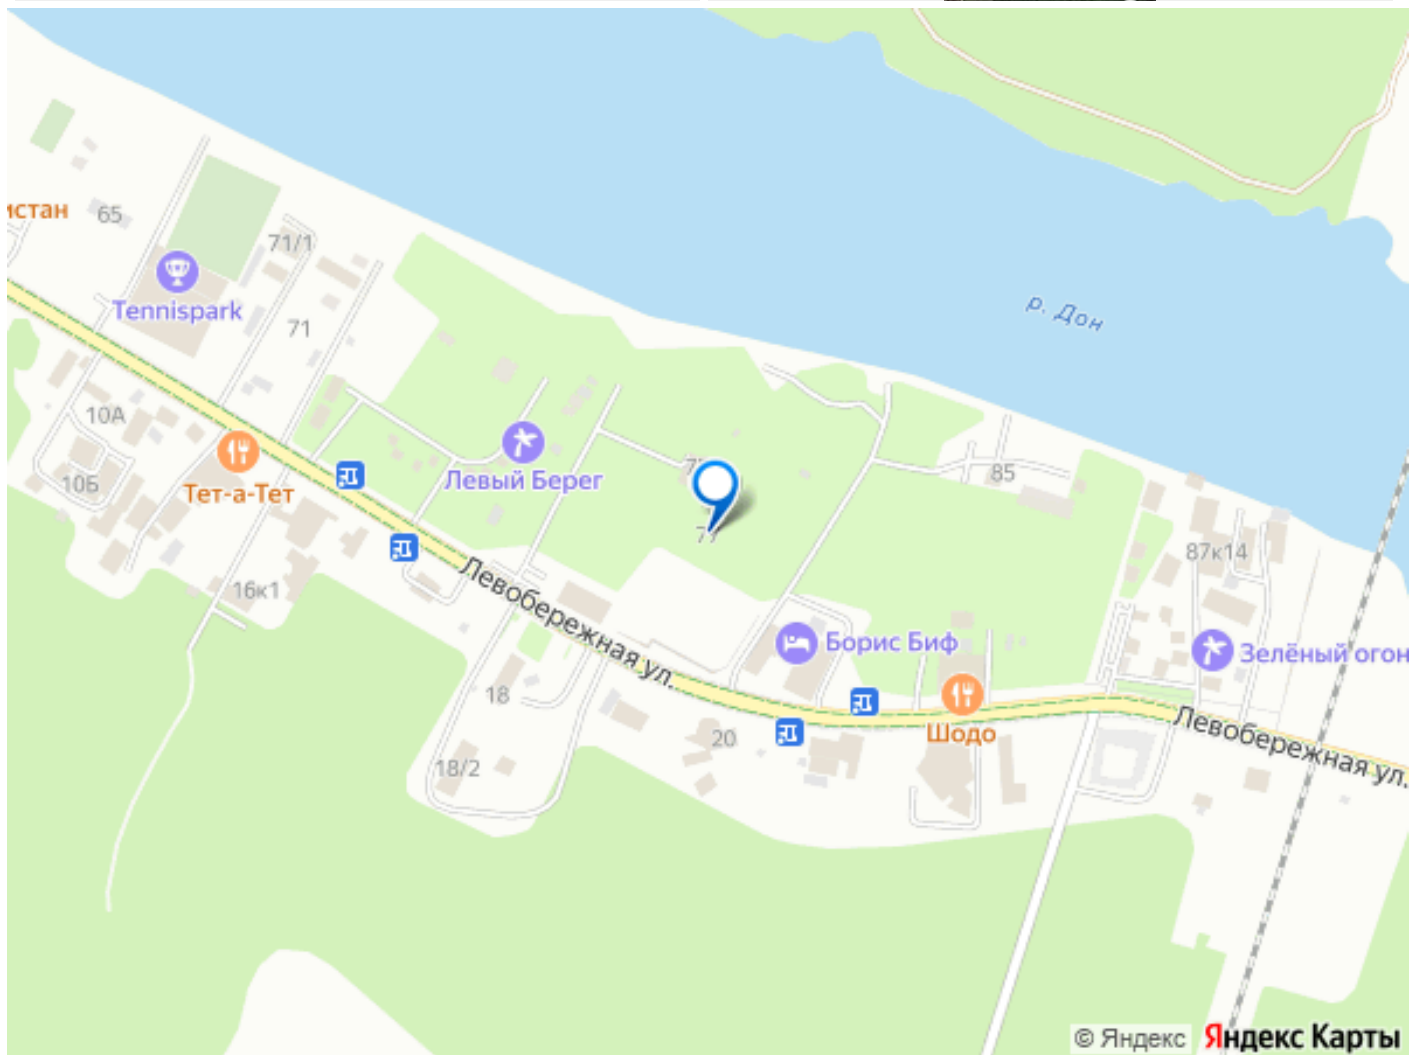 истан
65
71/1
Tennispark
71
р. Дон
10А
10Б
Тет-а-Тет
Левый Берег
85
87к14
16к1
Левобережная ул.
Борис Биф
Зелёный огон
18
18/2
20
Шодо
Левобережная ул.
© Яндекс Яндекс Карты